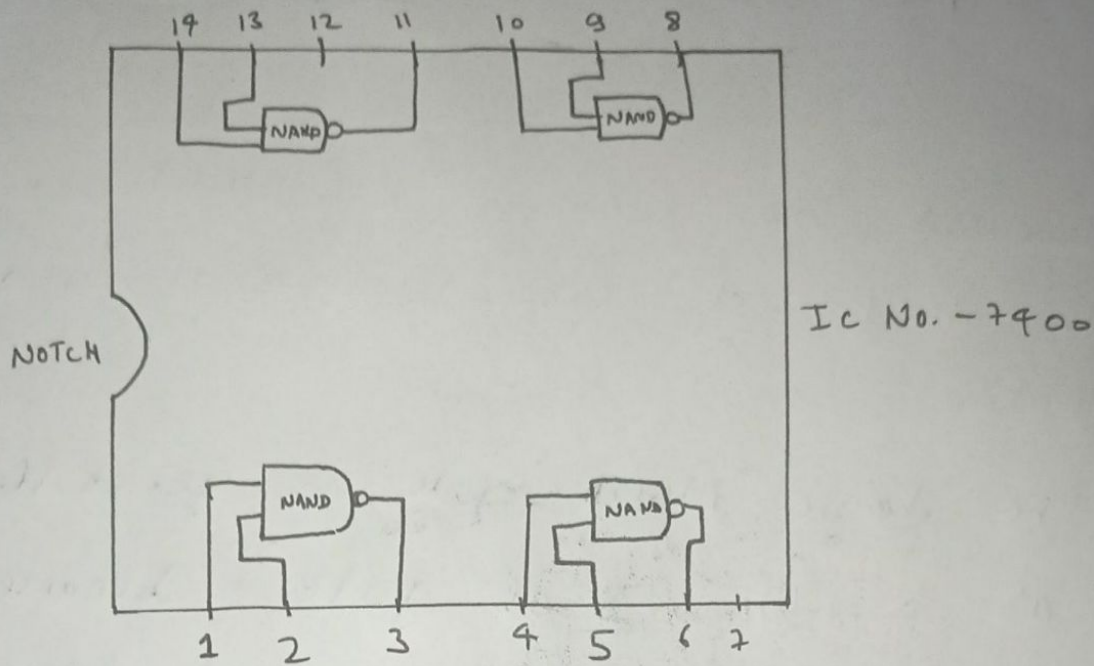 14 13 12 11 10 9 8
NAND NAND
IC No. - 7400
NOTCH
NAND NAND
1 2 3 4 5 6 7